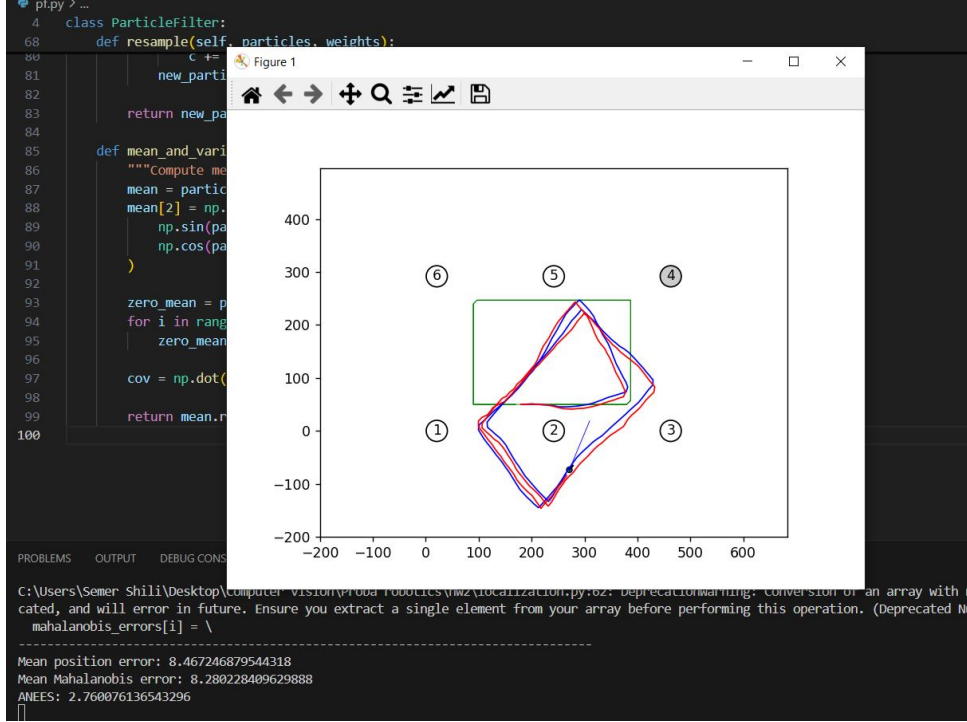 pf.py > ...
4 class ParticleFilter:
68 def resample(self, particles, weights):
80 c +=
81 new_parti
82
83 return new_pa
84
85 def mean_and_vari
86 """Compute me
87 mean = partic
88 mean[2] = np.
89 np.sin(pa
90 np.cos(pa
91 )
92
93 zero_mean = p
94 for i in rang
95 zero_mean
96
97 cov = np.dot(
98
99 return mean.r
100
Figure 1
400
300
200
100
0
−100
−200
−200 −100 0 100 200 300 400 500 600
6 5 4
1 2 3
PROBLEMS OUTPUT DEBUG CONS
C:\Users\Semer Shili\Desktop\computer vision\Proba robotics\hw2\localization.py:62: DeprecationWarning: Conversion of an array with
cated, and will error in future. Ensure you extract a single element from your array before performing this operation. (Deprecated
mahalanobis_errors[i] = \
---------------------------------------------------------------------------
Mean position error: 8.467246879544318
Mean Mahalanobis error: 8.280228409629888
ANEES: 2.760076136543296